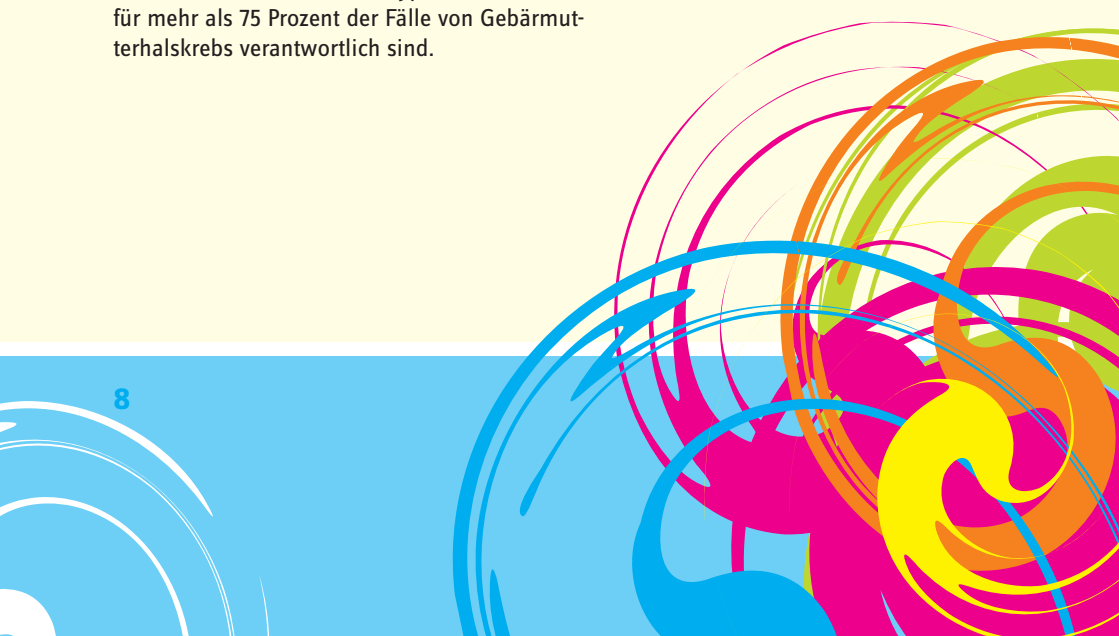 für mehr als 75 Prozent der Fälle von Gebärmut-
terhalskrebs verantwortlich sind.
8